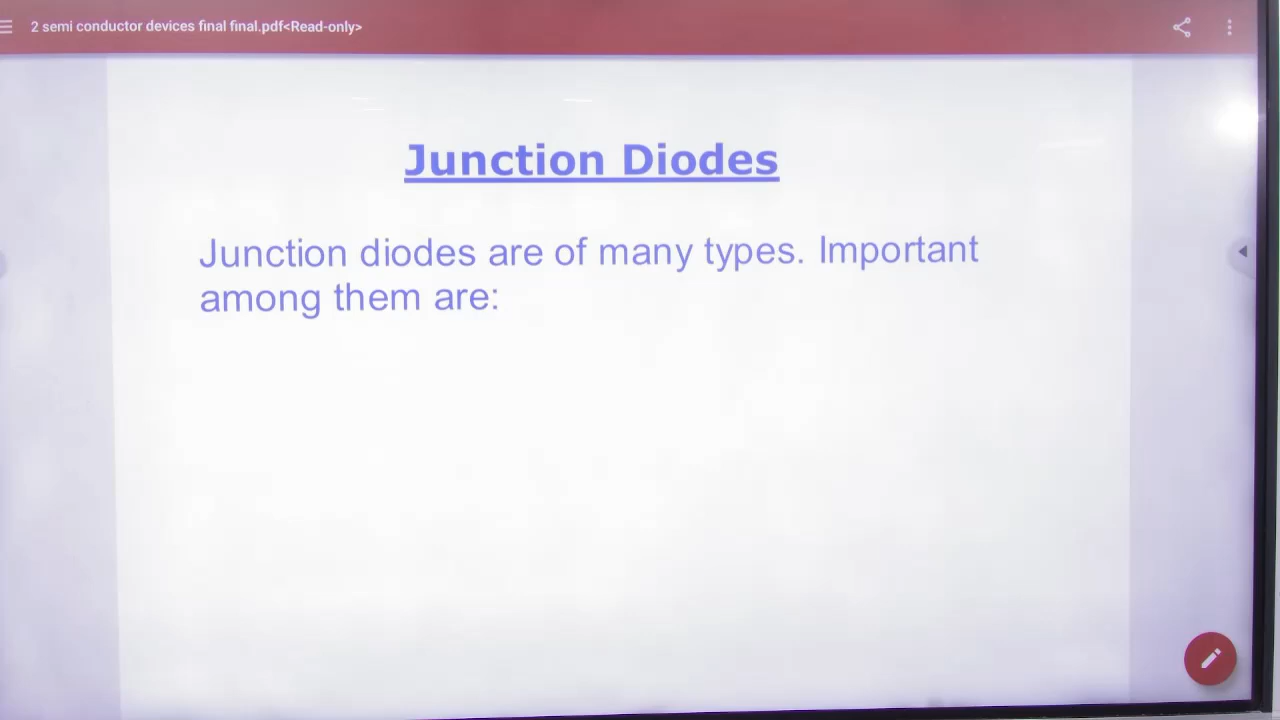 2 semi conductor devices final final.pdf<Read-only>
Junction Diodes
Junction diodes are of many types. Important
among them are: